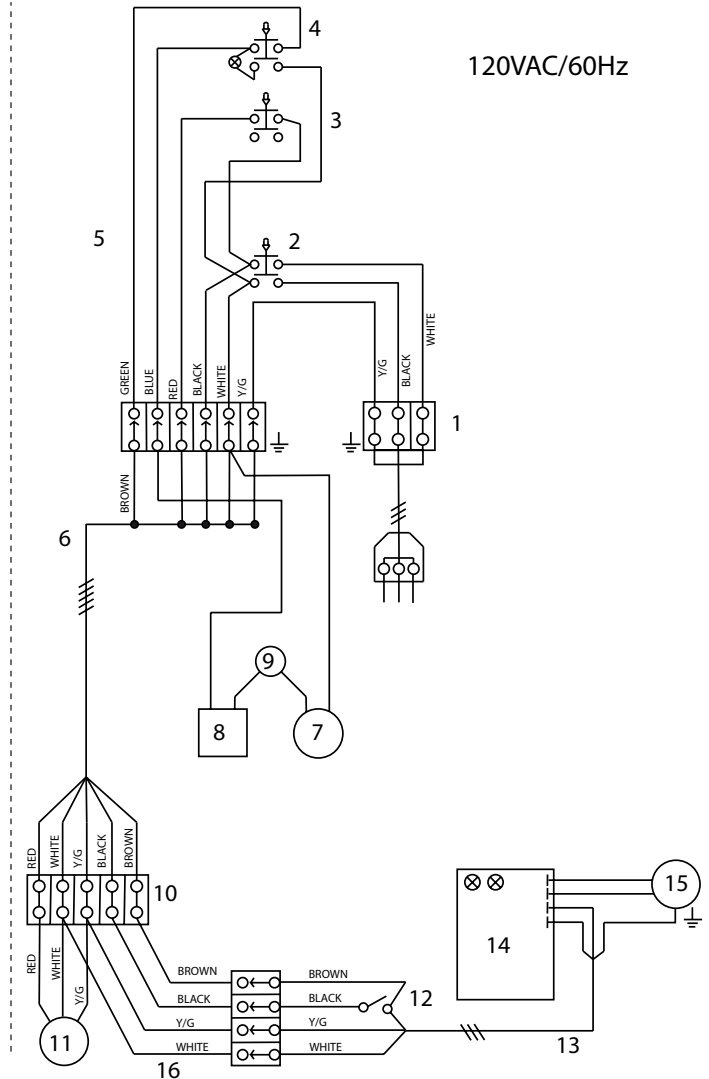 4
120VAC/60Hz
3
5
2
GREEN
BLUE
RED
BLACK
WHITE
Y/G
Y/G
BLACK
WHITE
1
BROWN
6
9
8
7
RED
WHITE
Y/G
BLACK
BROWN
10
15
14
RED
WHITE
Y/G
BROWN
BROWN
12
BLACK
BLACK
11
Y/G
Y/G
13
WHITE
WHITE
16